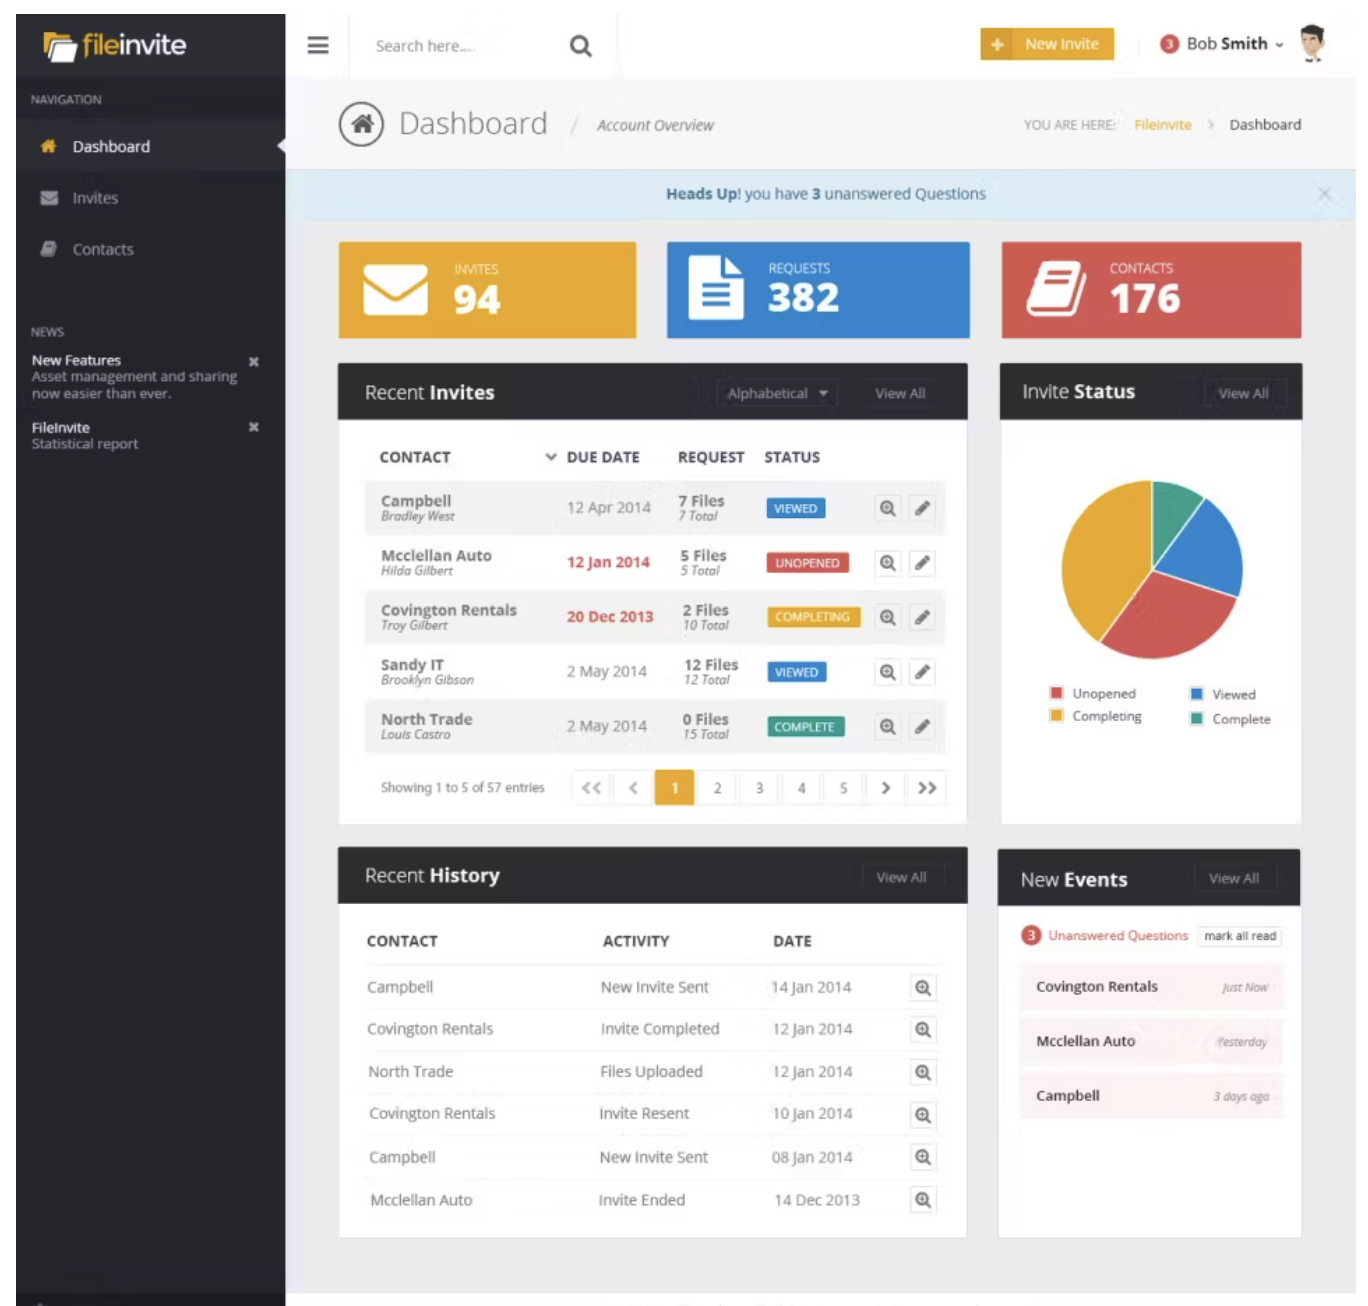 fileinvite
Search here....
New Invite
3 Bob Smith
NAVIGATION
Dashboard
Invites
Contacts
NEWS
New Features
Asset management and sharing
now easier than ever.
FileInvite
Statistical report
Dashboard / Account Overview
YOU ARE HERE: Fileinvite > Dashboard
Heads Up! you have 3 unanswered Questions
INVITES
94
REQUESTS
382
CONTACTS
176
Recent Invites Alphabetical View All
CONTACT DUE DATE REQUEST STATUS
Campbell 12 Apr 2014 7 Files VIEWED
Bradley West 7 Total
Mcclellan Auto 12 Jan 2014 5 Files UNOPENED
Hilda Gilbert 5 Total
Covington Rentals 20 Dec 2013 2 Files COMPLETING
Troy Gilbert 10 Total
Sandy IT 2 May 2014 12 Files VIEWED
Brooklyn Gibson 12 Total
North Trade 2 May 2014 0 Files COMPLETE
Louis Castro 15 Total
Showing 1 to 5 of 57 entries << < 1 2 3 4 5 > >>
Invite Status View All
Unopened Viewed
Completing Complete
Recent History View All
CONTACT ACTIVITY DATE
Campbell New Invite Sent 14 Jan 2014
Covington Rentals Invite Completed 12 Jan 2014
North Trade Files Uploaded 12 Jan 2014
Covington Rentals Invite Resent 10 Jan 2014
Campbell New Invite Sent 08 Jan 2014
Mcclellan Auto Invite Ended 14 Dec 2013
New Events View All
3 Unanswered Questions mark all read
Covington Rentals Just Now
Mcclellan Auto Yesterday
Campbell 3 days ago